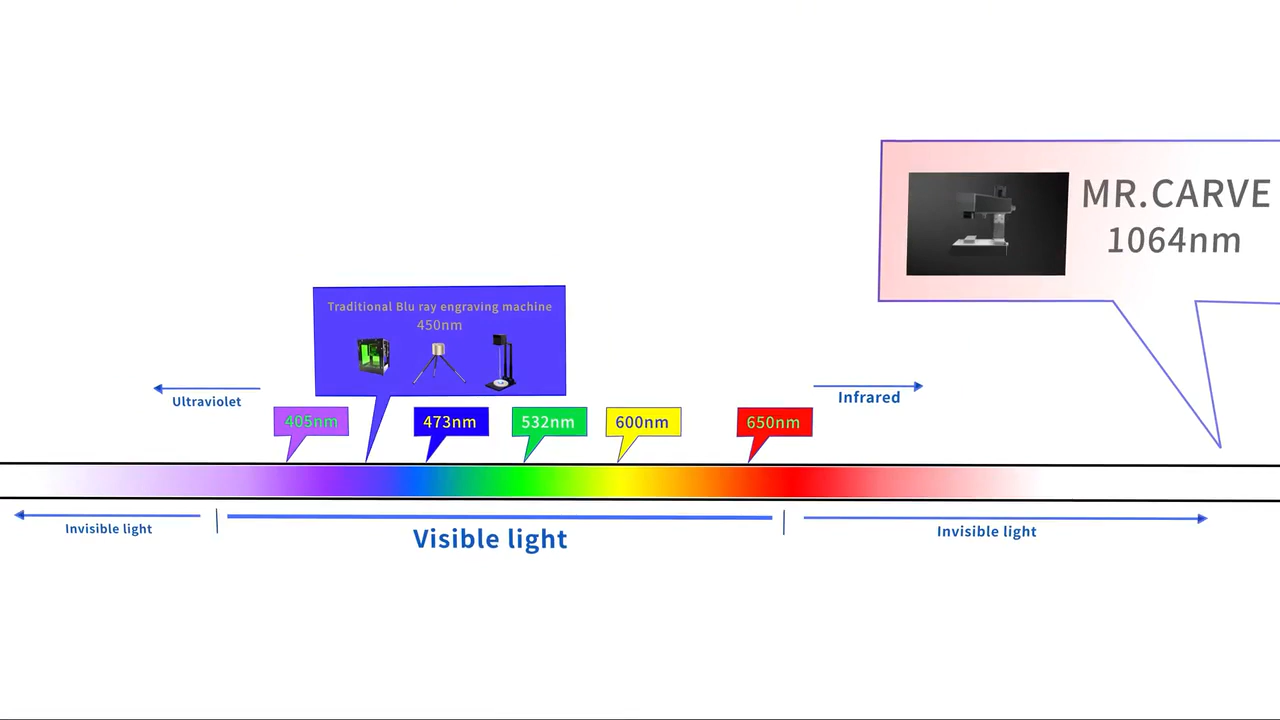 MR.CARVE
1064nm
Traditional Blu ray engraving machine
450nm
Ultraviolet
Infrared
405nm
473nm
532nm
600nm
650nm
Invisible light
Visible light
Invisible light